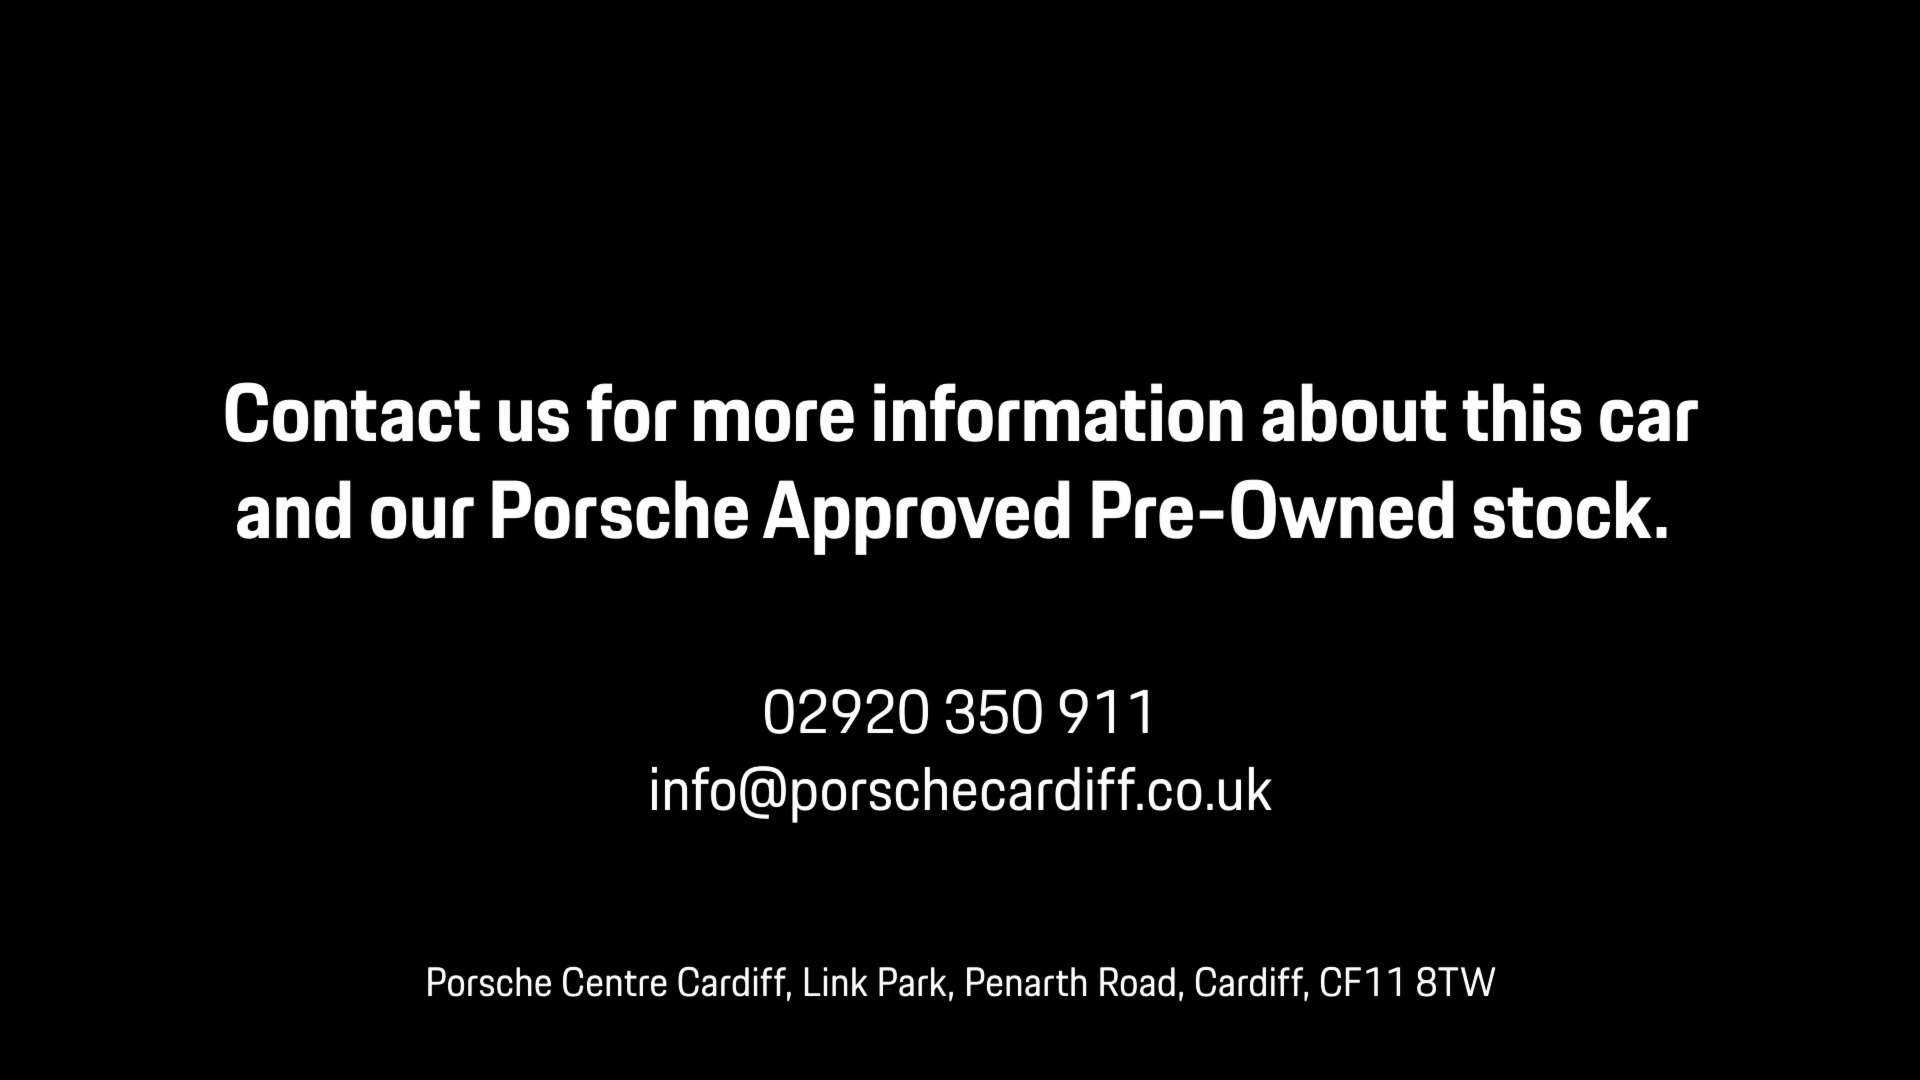 Contact us for more information about this car
and our Porsche Approved Pre-Owned stock.
02920 350 911
info@porschecardiff.co.uk
Porsche Centre Cardiff, Link Park, Penarth Road, Cardiff, CF11 8TW